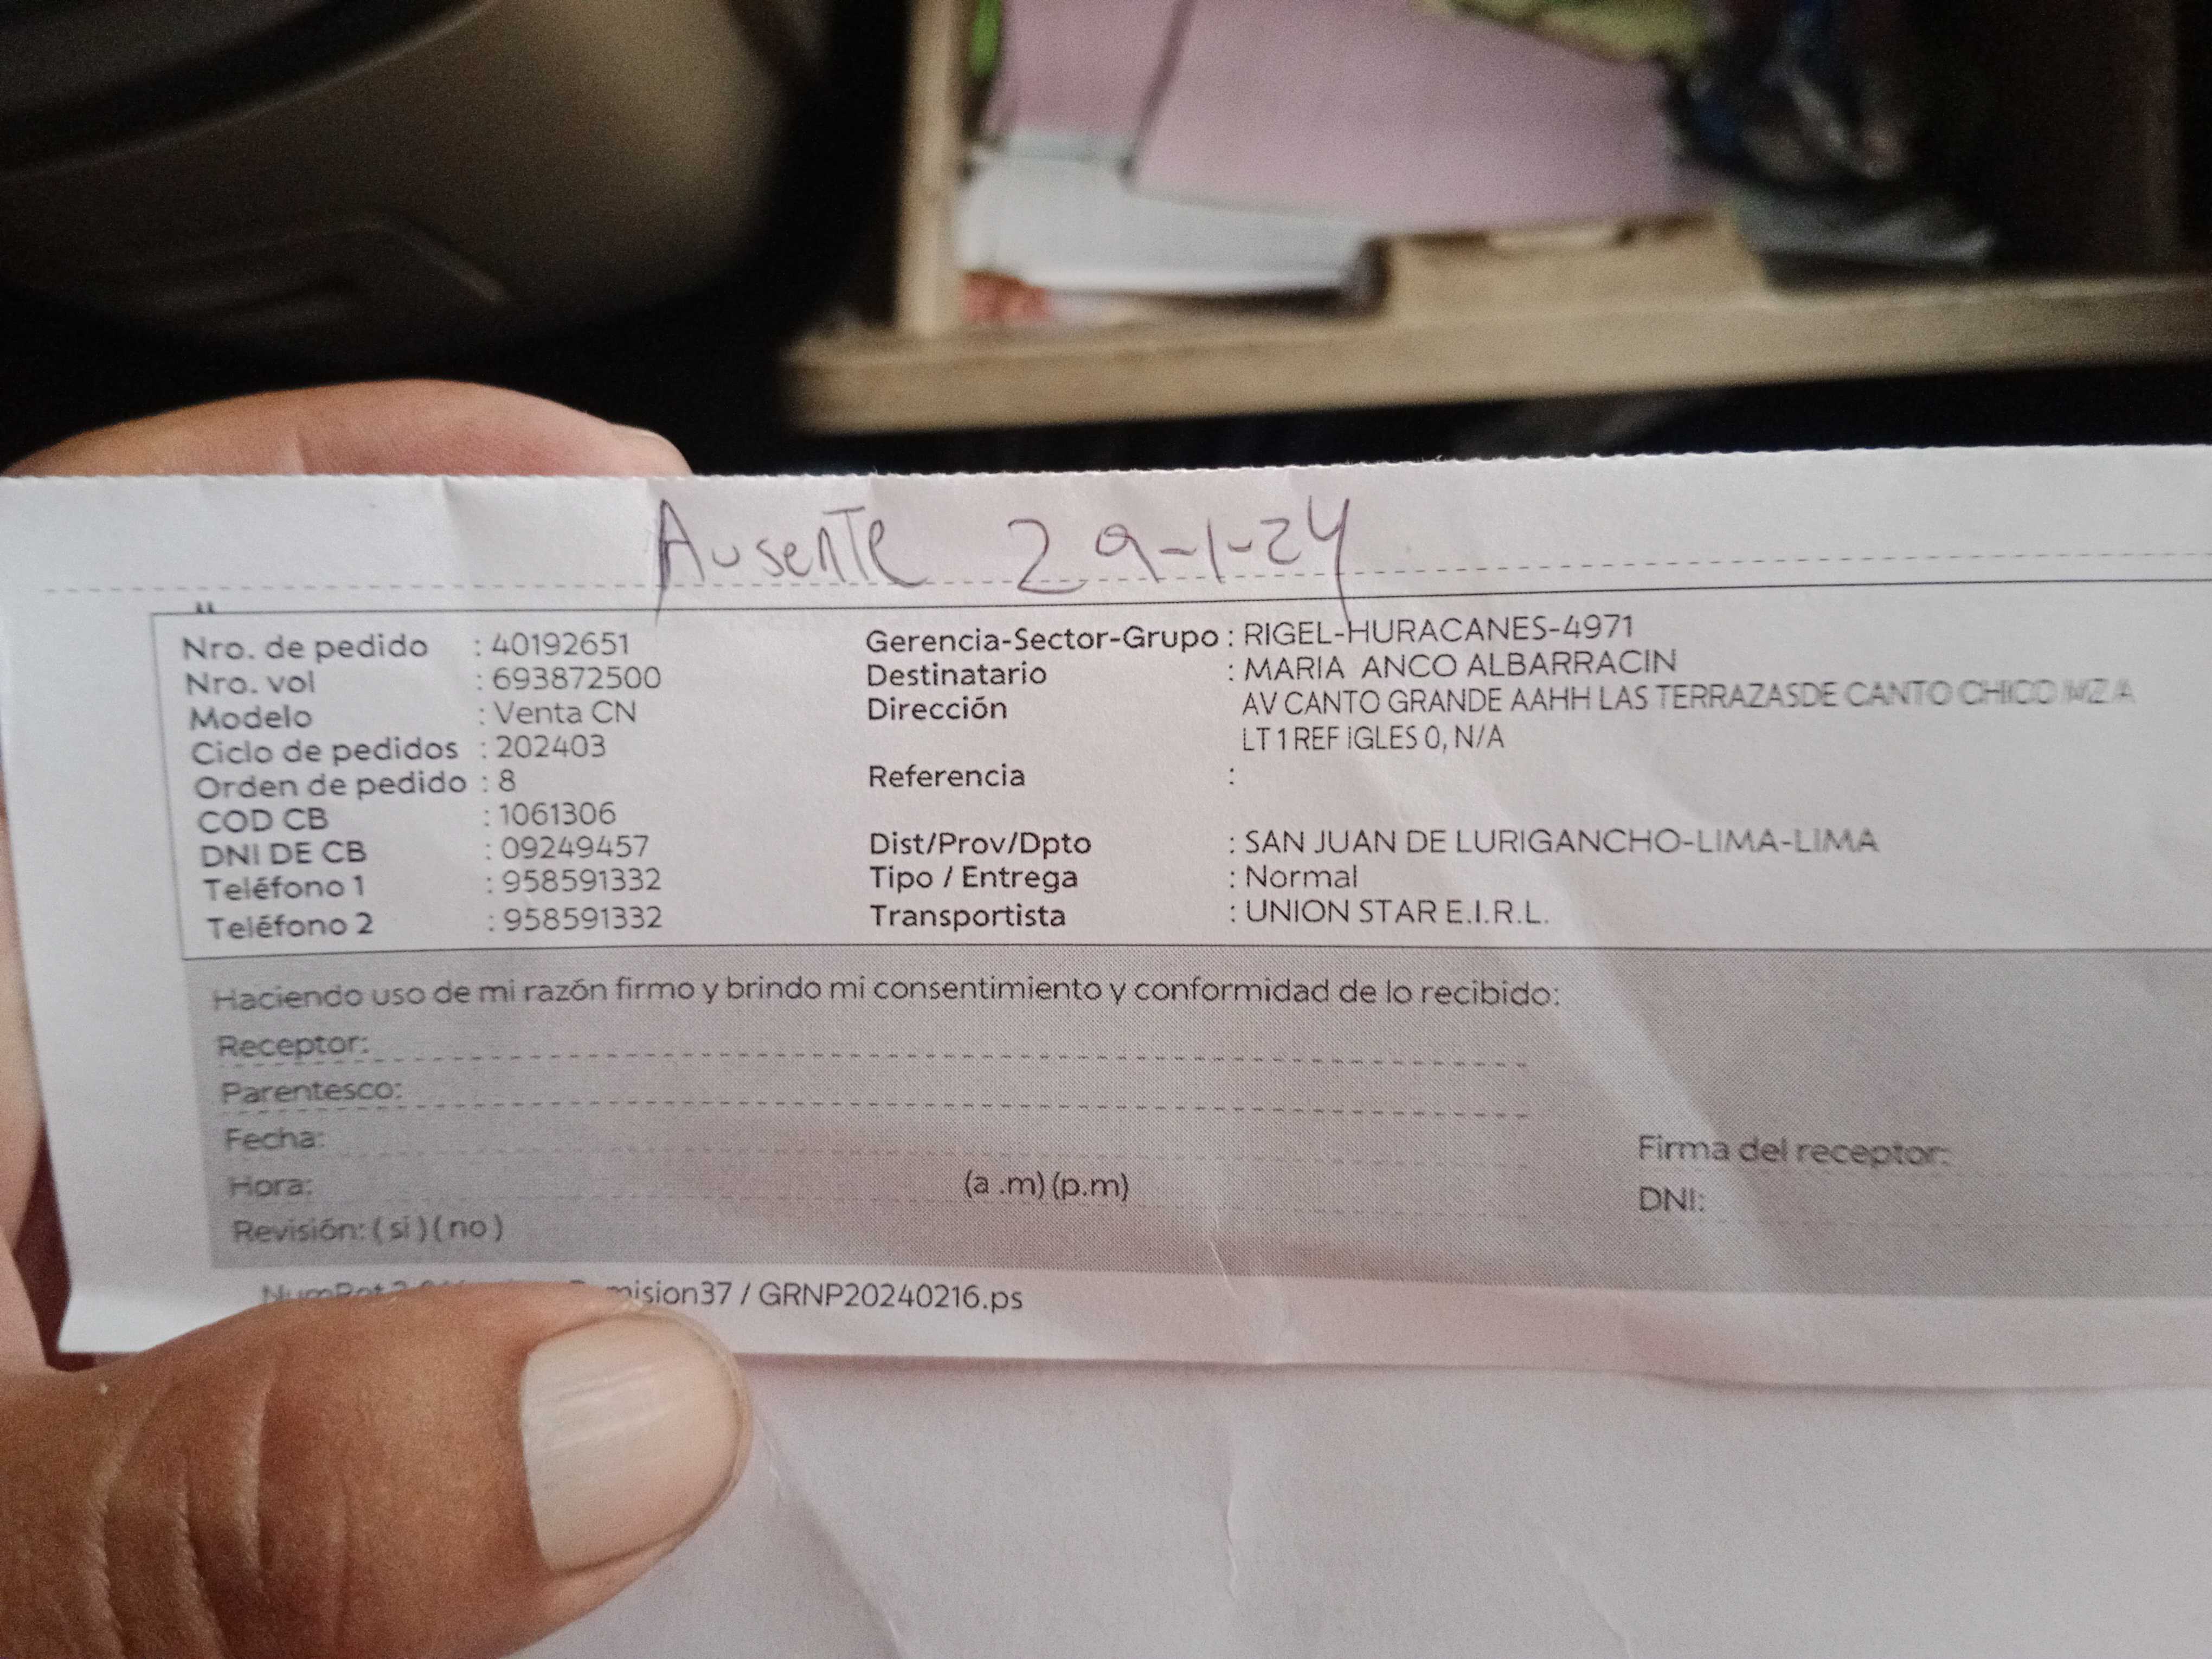 Ausente 29-1-24
Nro. de pedido : 40192651
Nro. vol : 693872500
Modelo : Venta CN
Ciclo de pedidos : 202403
Orden de pedido : 8
COD CB : 1061306
DNI DE CB : 09249457
Teléfono 1 : 958591332
Teléfono 2 : 958591332
Gerencia-Sector-Grupo : RIGEL-HURACANES-4971
Destinatario : MARIA ANCO ALBARRACIN
Dirección AV CANTO GRANDE AAHH LAS TERRAZASDE CANTO CHICO MZ A
LT 1 REF IGLES 0, N/A
Referencia :
Dist/Prov/Dpto : SAN JUAN DE LURIGANCHO-LIMA-LIMA
Tipo / Entrega : Normal
Transportista : UNION STAR E.I.R.L.
Haciendo uso de mi razón firmo y brindo mi consentimiento y conformidad de lo recibido:
Receptor:
Parentesco:
Fecha:
Hora: (a .m) (p.m)
Revisión: ( si ) ( no )
Firma del receptor:
DNI:
/ GRNP20240216.ps